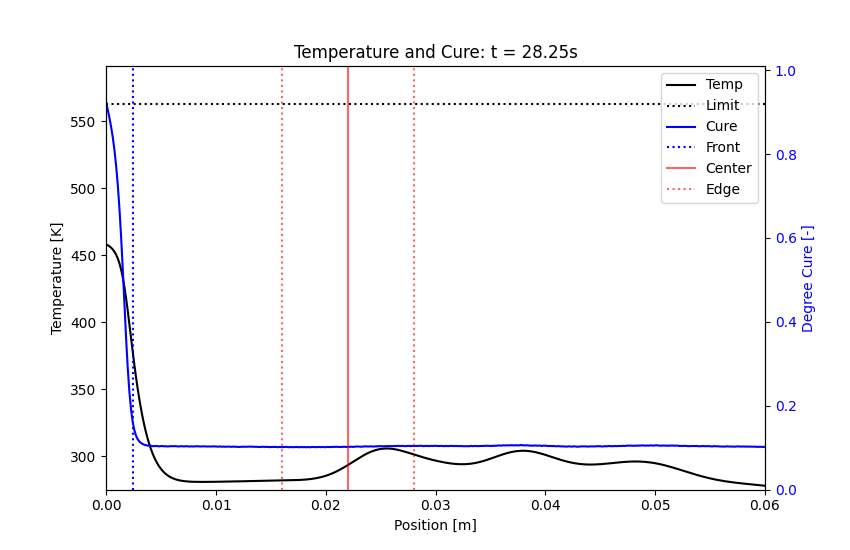 Temperature and Cure: t = 28.25s
Temp
Limit
Cure
Front
Center
Edge
550
500
450
400
350
300
Temperature [K]
1.0
0.8
0.6
0.4
0.2
0.0
Degree Cure [-]
0.00 0.01 0.02 0.03 0.04 0.05 0.06
Position [m]